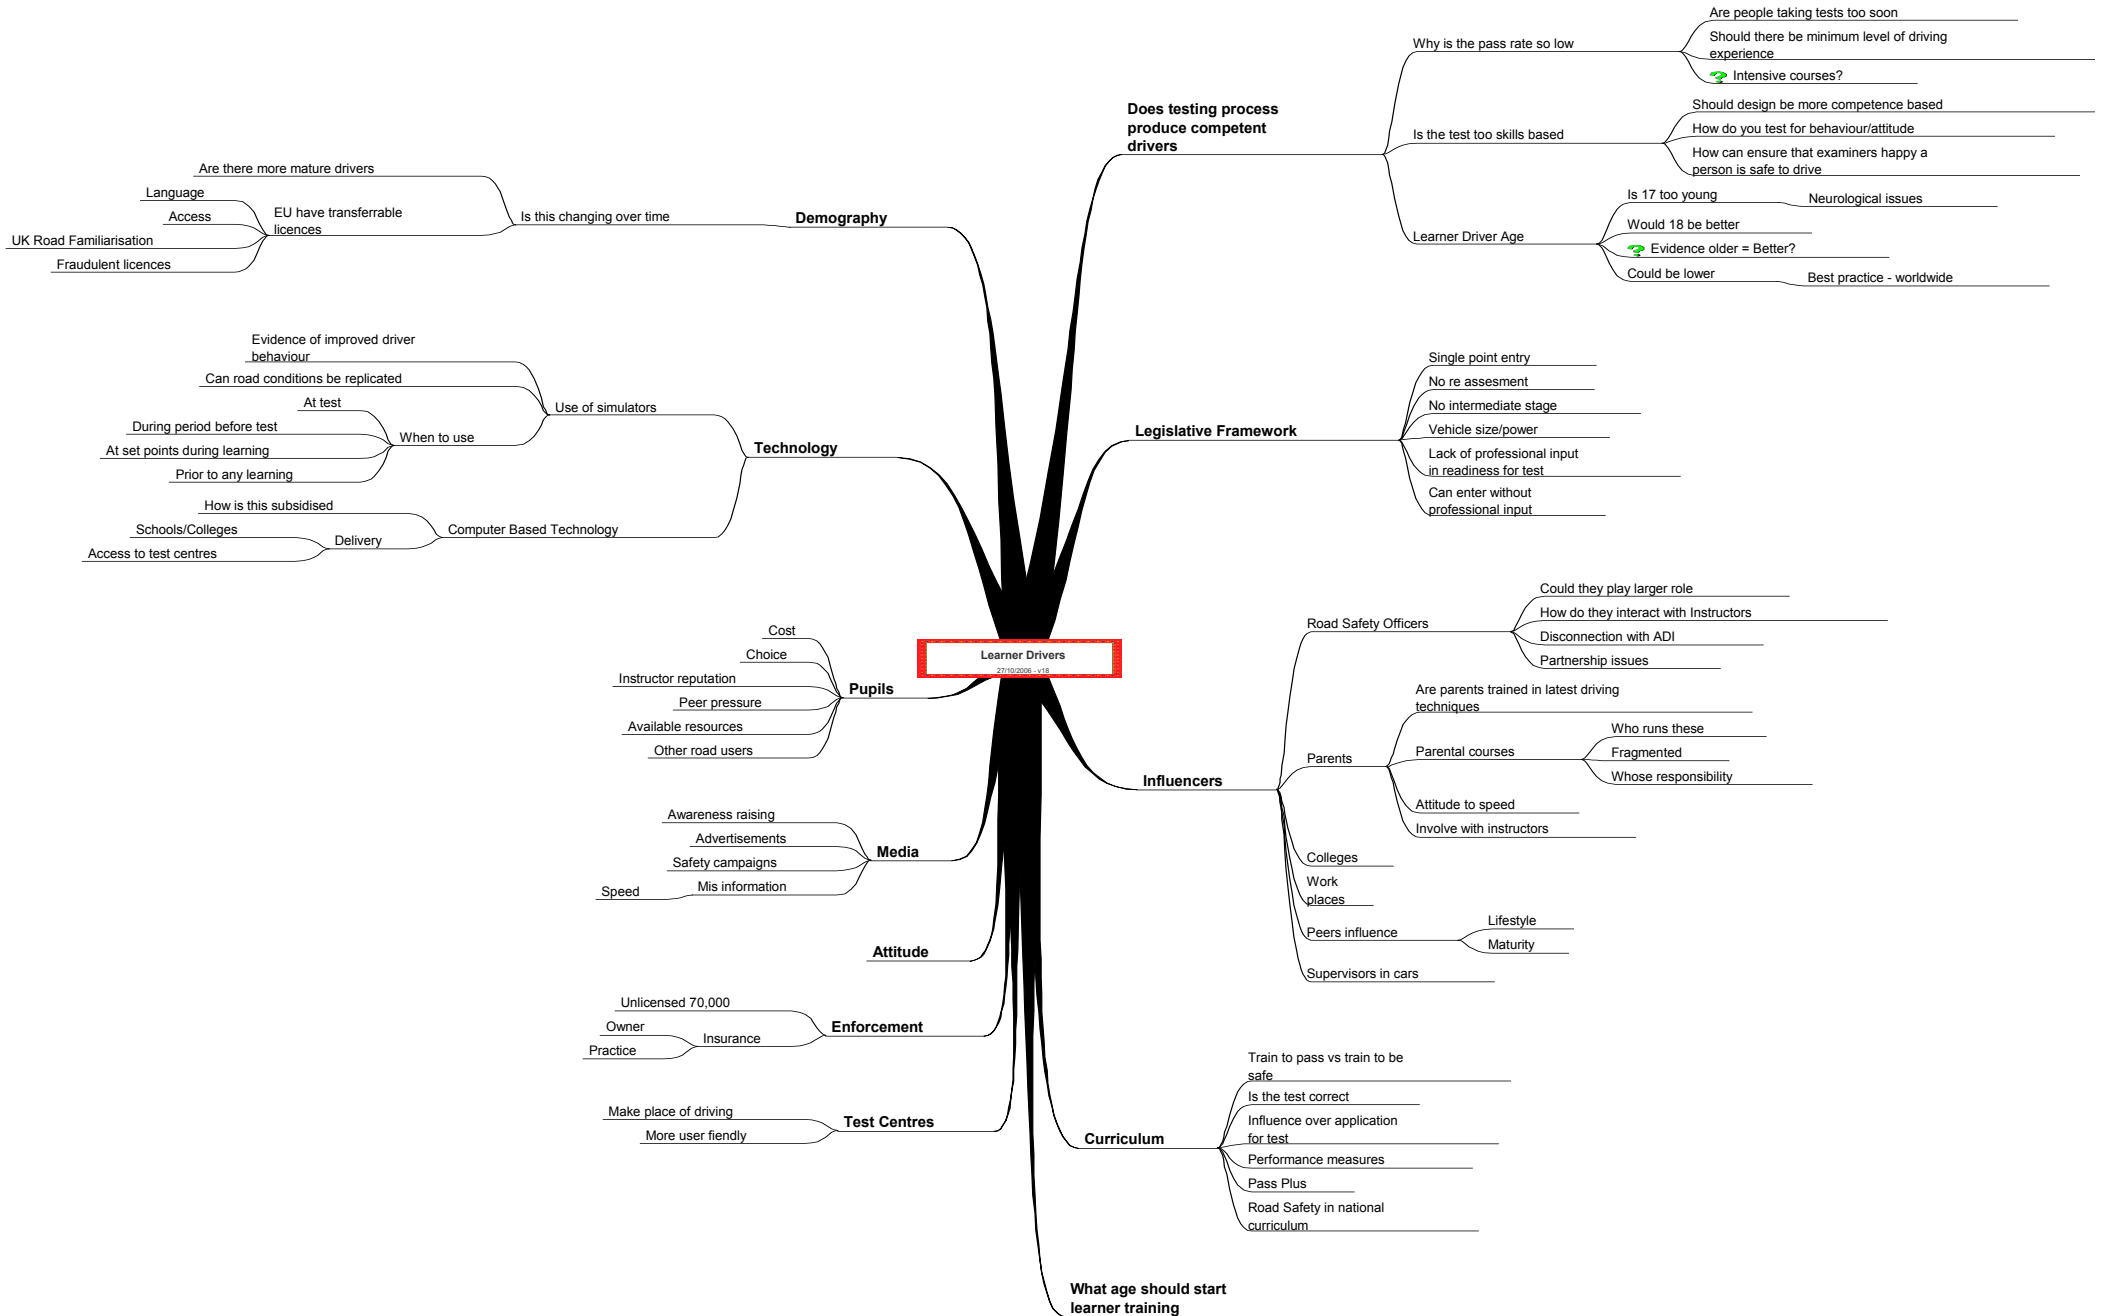 Learner Drivers
27/10/2006 - v18
Does testing process
produce competent
drivers
Why is the pass rate so low
Are people taking tests too soon
Should there be minimum level of driving
experience
Intensive courses?
Is the test too skills based
Should design be more competence based
How do you test for behaviour/attitude
How can ensure that examiners happy a
person is safe to drive
Learner Driver Age
Is 17 too young
Neurological issues
Would 18 be better
Evidence older = Better?
Could be lower
Best practice - worldwide
Legislative Framework
Single point entry
No re assesment
No intermediate stage
Vehicle size/power
Lack of professional input
in readiness for test
Can enter without
professional input
Influencers
Road Safety Officers
Could they play larger role
How do they interact with Instructors
Disconnection with ADI
Partnership issues
Parents
Are parents trained in latest driving
techniques
Parental courses
Who runs these
Fragmented
Whose responsibility
Attitude to speed
Involve with instructors
Colleges
Work
places
Peers influence
Lifestyle
Maturity
Supervisors in cars
Curriculum
Train to pass vs train to be
safe
Is the test correct
Influence over application
for test
Performance measures
Pass Plus
Road Safety in national
curriculum
What age should start
learner training
Demography
Is this changing over time
Are there more mature drivers
EU have transferrable
licences
Language
Access
UK Road Familiarisation
Fraudulent licences
Technology
Use of simulators
Evidence of improved driver
behaviour
Can road conditions be replicated
When to use
At test
During period before test
At set points during learning
Prior to any learning
Computer Based Technology
How is this subsidised
Delivery
Schools/Colleges
Access to test centres
Pupils
Cost
Choice
Instructor reputation
Peer pressure
Available resources
Other road users
Media
Awareness raising
Advertisements
Safety campaigns
Mis information
Speed
Attitude
Enforcement
Unlicensed 70,000
Insurance
Owner
Practice
Test Centres
Make place of driving
More user fiendly